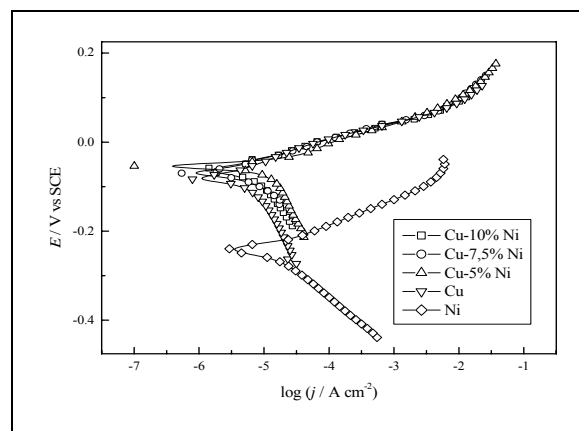 0.2
0.0
-0.2
-0.4
E / V vs SCE
Cu-10% Ni
Cu-7,5% Ni
Cu-5% Ni
Cu
Ni
-7 -6 -5 -4 -3 -2 -1 0
log (j / A cm⁻²)